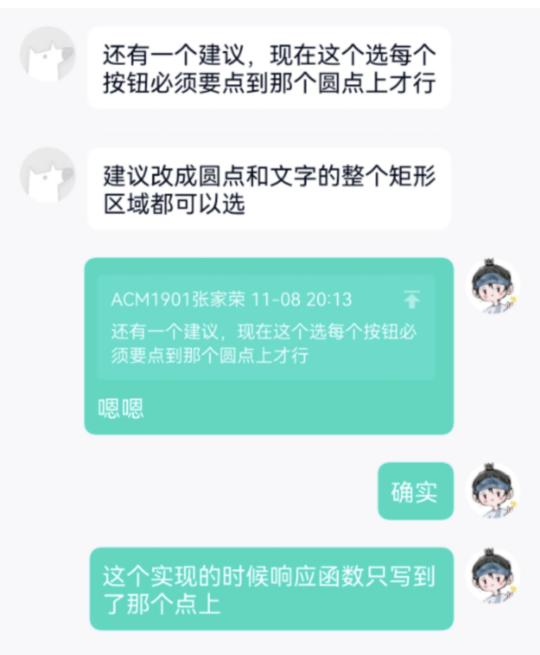 还有一个建议，现在这个选每个
按钮必须要点到那个圆点上才行
建议改成圆点和文字的整个矩形
区域都可以选
ACM1901张家荣 11-08 20:13
还有一个建议，现在这个选每个按钮必
须要点到那个圆点上才行
嗯嗯
确实
这个实现的时候响应函数只写到
了那个点上